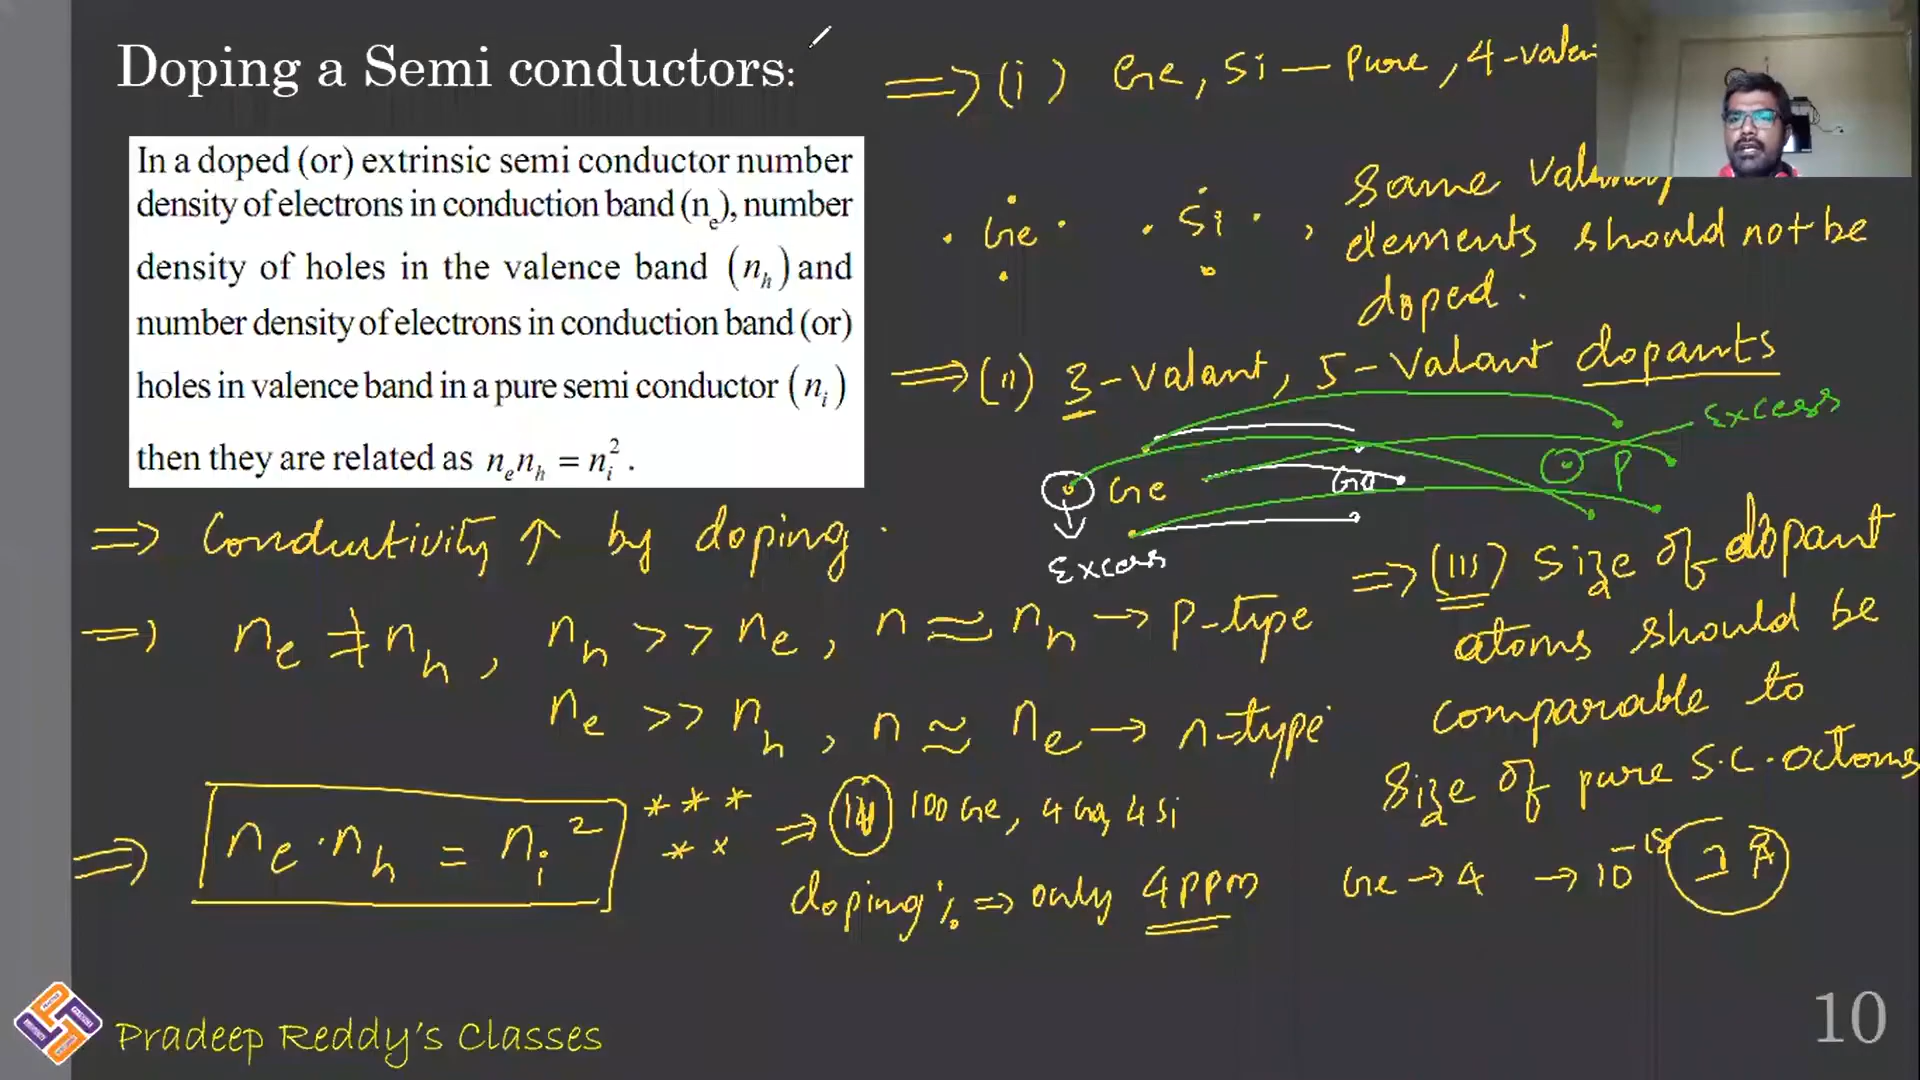 Doping a Semi conductors:
In a doped (or) extrinsic semi conductor number
density of electrons in conduction band (nₑ), number
density of holes in the valence band (nₕ) and
number density of electrons in conduction band (or)
holes in valence band in a pure semi conductor (nᵢ)
then they are related as nₑnₕ = nᵢ².
⇒ Conductivity ↑ by doping.
⇒ nₑ ≠ nₕ, nₕ >> nₑ, n ≈ nₕ → P-type
nₑ >> nₕ, n ≈ nₑ → n-type
⇒ nₑ·nₕ = nᵢ² *** **
⇒ (i) Ge, Si — Pure, 4-valen
Ge, Si, same valency
elements should not be
doped.
⇒ (ii) 3-valant, 5-valant dopants
Excess
Ge Ga P
Excess
⇒ (iii) Size of dopant
atoms should be
comparable to
size of pure S.C. atoms
⇒ 100 Ge, 4 Ga, 4 Si
doping % ⇒ only 4ppm
Ge → 4 → 10 Å
Pradeep Reddy's Classes
10